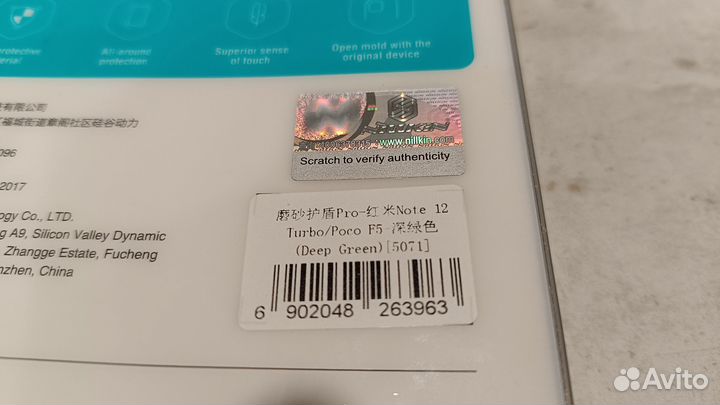 protective
All-around
protection
Superior sense
of touch
Open mold with the
original device
有限公司
福城街道章阁社区硅谷动力
096
2017
ogy Co., LTD.
g A9, Silicon Valley Dynamic
Zhangge Estate, Fucheng
nzhen, China
NILLKIN
www.nillkin.com
Scratch to verify authenticity
磨砂护盾Pro-红米Note 12
Turbo/Poco F5-深绿色
(Deep Green)[5071]
6 902048 263963
Avito